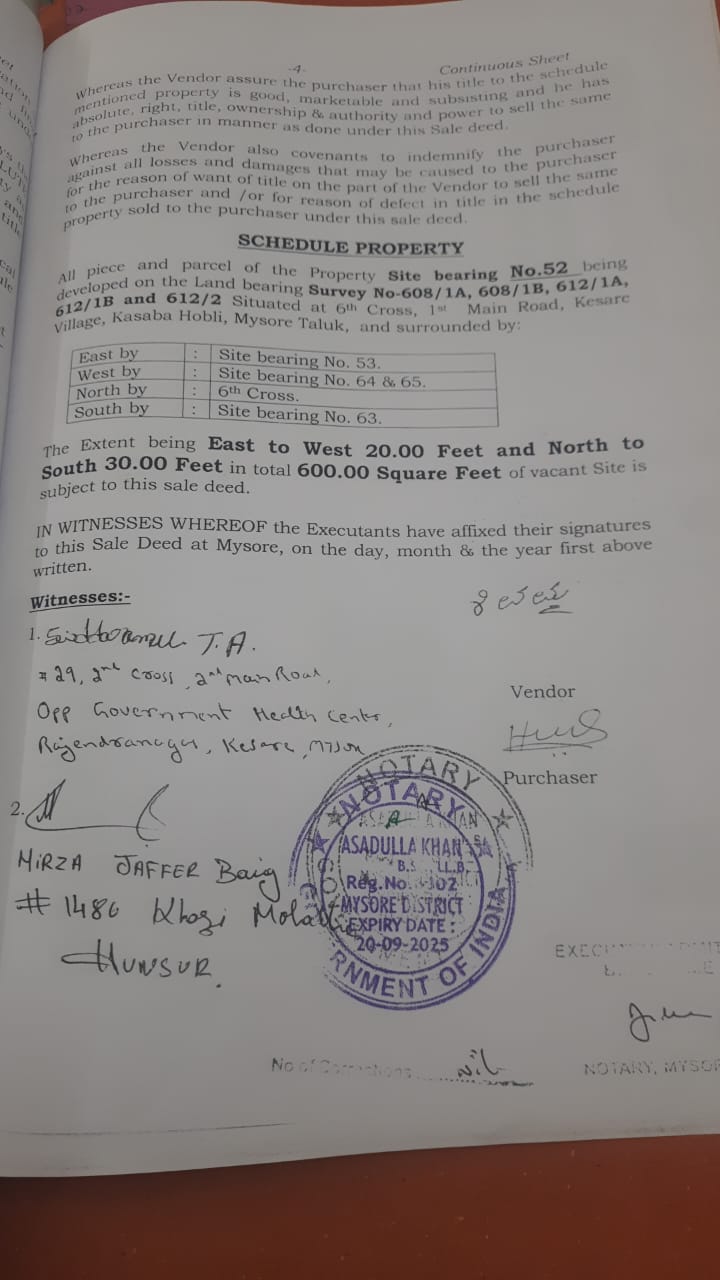 -4-
Continuous Sheet
Whereas the Vendor assure the purchaser that his title to the schedule
mentioned property is good, marketable and subsisting and he has
absolute, right, title, ownership & authority and power to sell the same
to the purchaser in manner as done under this Sale deed.
Whereas the Vendor also covenants to indemnify the purchaser
against all losses and damages that may be caused to the purchaser
for the reason of want of title on the part of the Vendor to sell the same
to the purchaser and /or for reason of defect in title in the schedule
property sold to the purchaser under this sale deed.
SCHEDULE PROPERTY
All piece and parcel of the Property Site bearing No.52 being
developed on the Land bearing Survey No-608/1A, 608/1B, 612/1A,
612/1B and 612/2 Situated at 6th Cross, 1st Main Road, Kesare
Village, Kasaba Hobli, Mysore Taluk, and surrounded by:
East by : Site bearing No. 53.
West by : Site bearing No. 64 & 65.
North by : 6th Cross.
South by : Site bearing No. 63.
The Extent being East to West 20.00 Feet and North to
South 30.00 Feet in total 600.00 Square Feet of vacant Site is
subject to this sale deed.
IN WITNESSES WHEREOF the Executants have affixed their signatures
to this Sale Deed at Mysore, on the day, month & the year first above
written.
Witnesses:-
1. T.A.
# 29, 2nd Cross, 2nd Main Road,
Vendor
Opp Government Health Center,
Rajendranagar, Kesare, Mysore
Purchaser
2.
MIRZA JAFFER Baig
# 1486 Khazi
HUNSUR.
NOTARY
NOTARY
ASADULLA KHAN
B.S LL.B.
Reg.No.
MYSORE DISTRICT
EXPIRY DATE :
20-09-2025
RNMENT OF INDIA
No of Corrections Nil
NOTARY, MYSOR